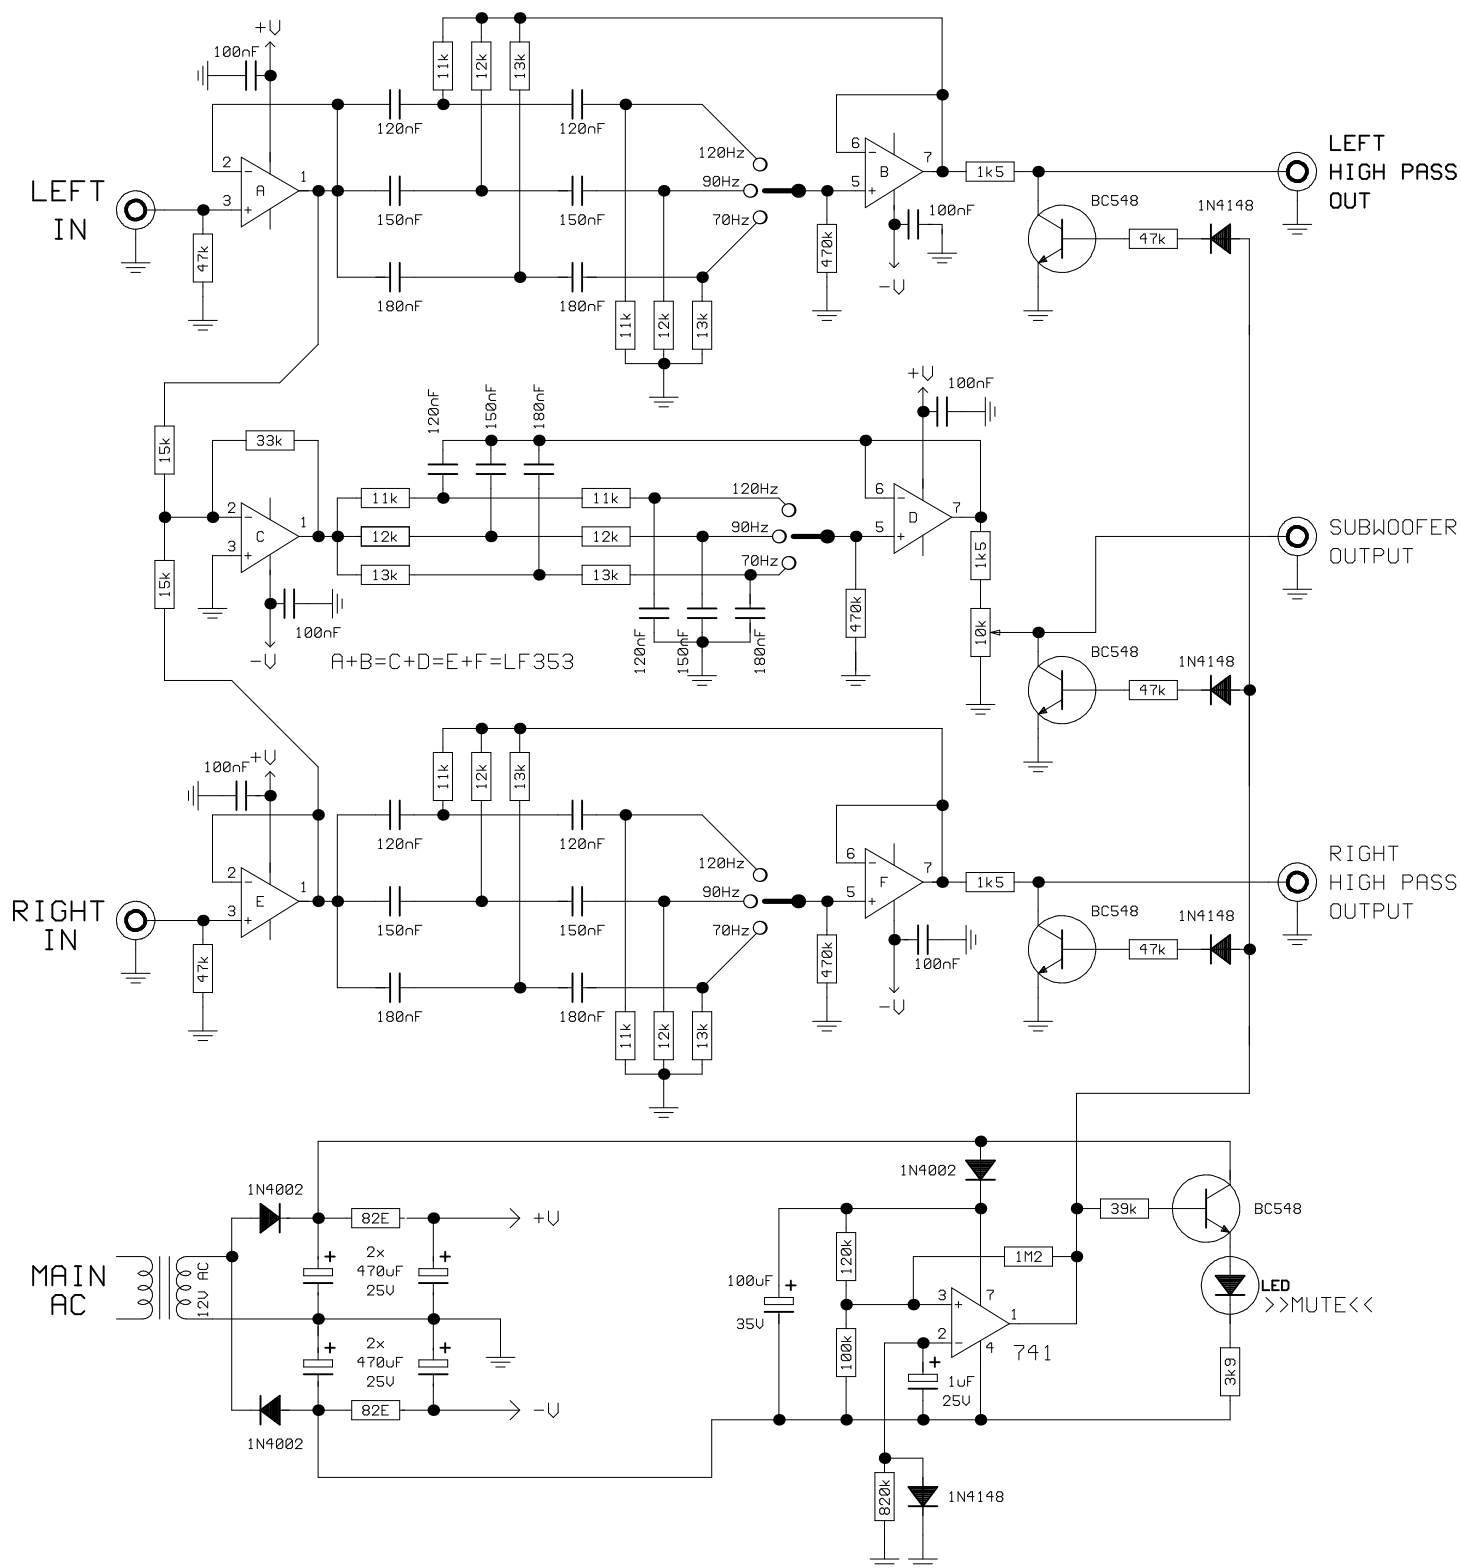 +V
100nF
11k
12k
13k
120nF
120nF
LEFT
IN
2
3
A
1
47k
150nF
150nF
180nF
180nF
120Hz
90Hz
70Hz
11k
12k
13k
6
5
B
7
470k
100nF
-V
1k5
BC548
47k
1N4148
LEFT
HIGH PASS
OUT
15k
15k
33k
2
3
C
1
100nF
-V
120nF
150nF
180nF
11k
12k
13k
11k
12k
13k
120nF
150nF
180nF
120Hz
90Hz
70Hz
470k
+V
100nF
6
5
D
7
1k5
10k
BC548
47k
1N4148
SUBWOOFER
OUTPUT
A+B=C+D=E+F=LF353
+V
100nF
11k
12k
13k
120nF
120nF
RIGHT
IN
2
3
E
1
47k
150nF
150nF
180nF
180nF
120Hz
90Hz
70Hz
11k
12k
13k
6
5
F
7
470k
100nF
-V
1k5
BC548
47k
1N4148
RIGHT
HIGH PASS
OUTPUT
MAIN
AC
12V AC
1N4002
1N4002
82E
82E
+
+
+
+
2x
470uF
25V
2x
470uF
25V
+V
-V
1N4002
100uF
+
35V
120k
100k
1M2
3
2
7
4
1
741
+
1uF
25V
820k
1N4148
39k
BC548
LED
>>MUTE<<
3k9